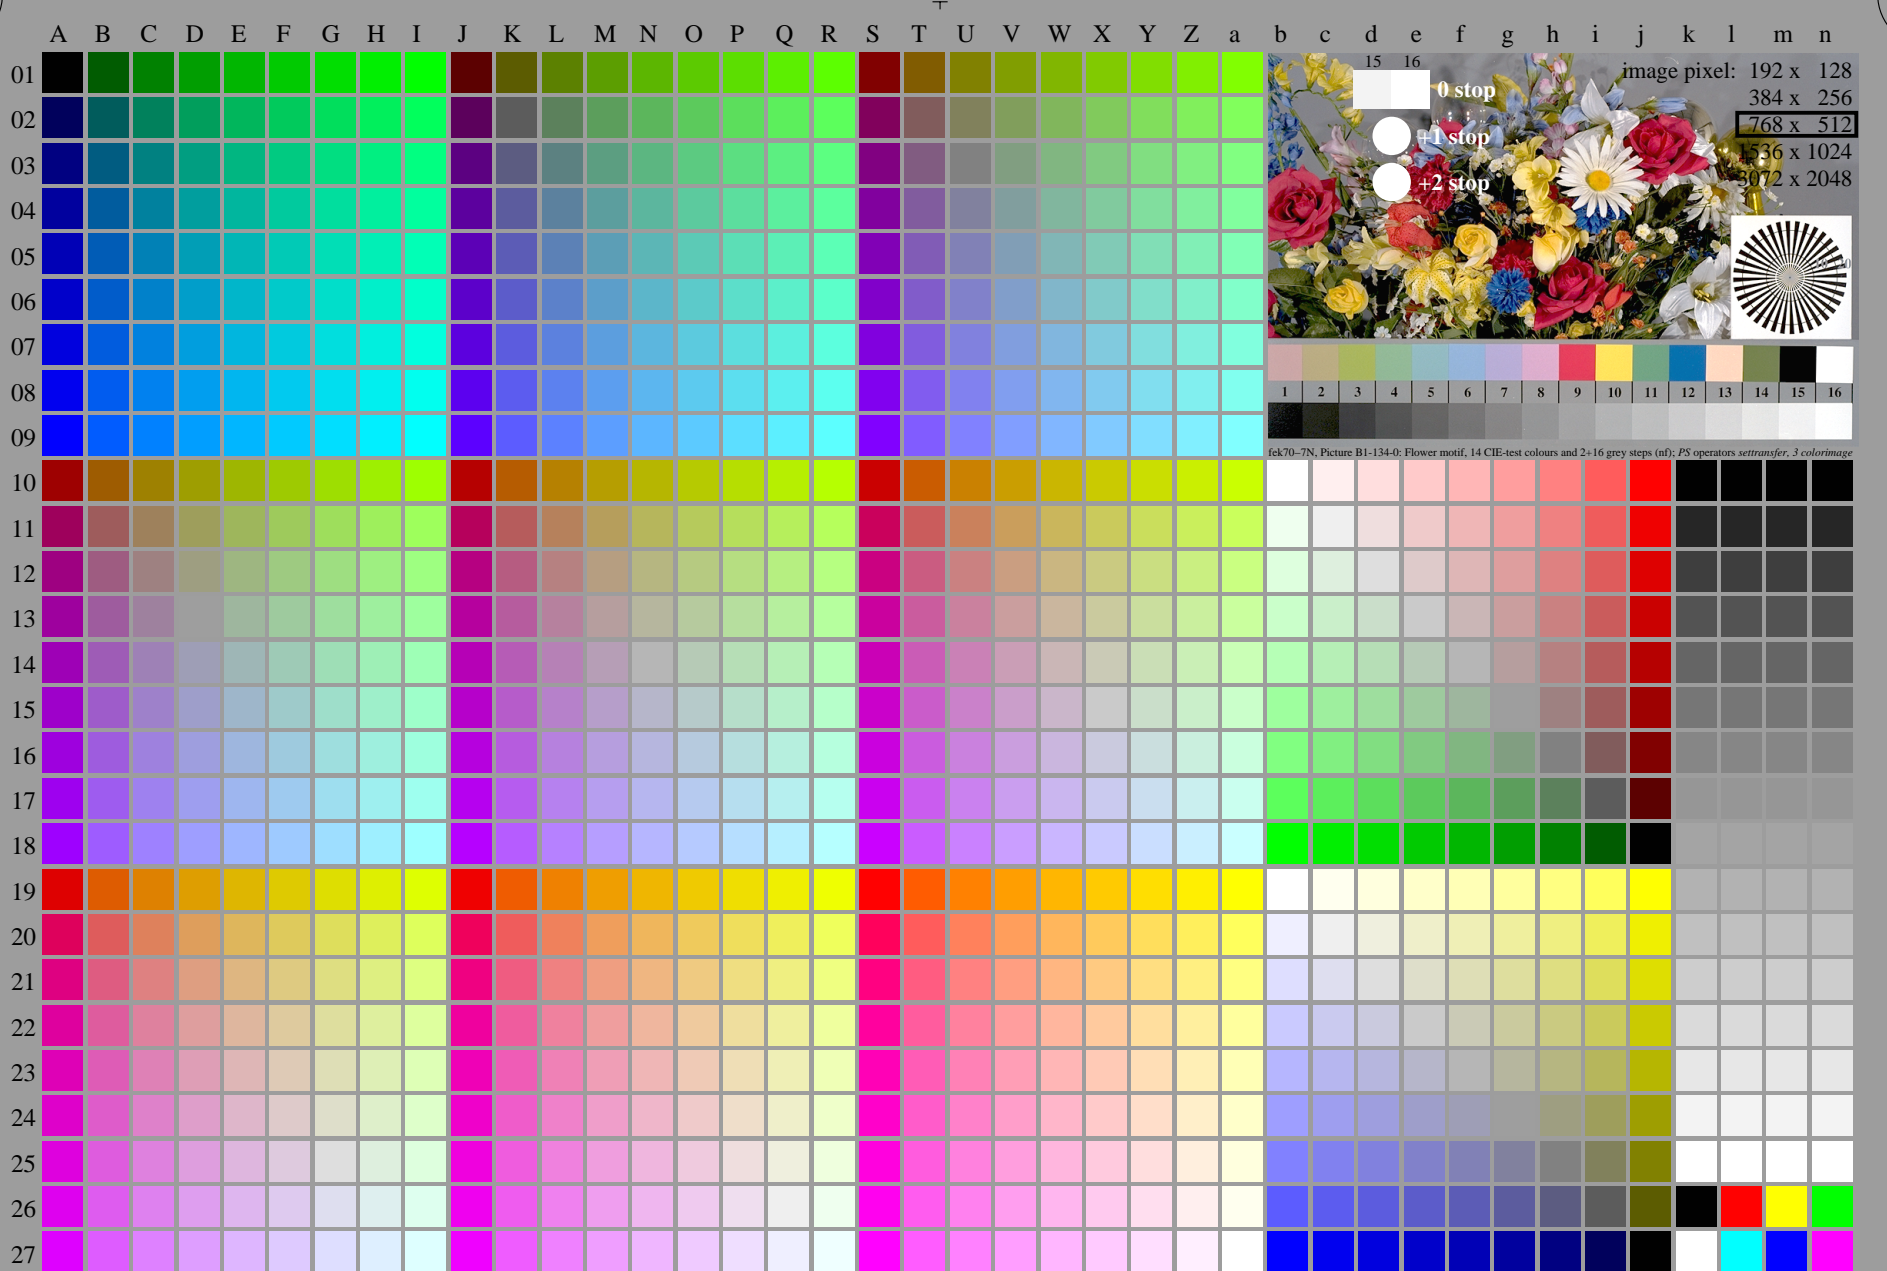 A B C D E F G H I J K L M N O P Q R S T U V W X Y Z a b c d e f g h i j k l m n
01
02
03
04
05
06
07
08
09
10
11
12
13
14
15
16
17
18
19
20
21
22
23
24
25
26
27
15 16
0 stop
+1 stop
+2 stop
image pixel: 192 x 128
384 x 256
768 x 512
1536 x 1024
3072 x 2048
1 2 3 4 5 6 7 8 9 10 11 12 13 14 15 16
fek70−7N, Picture B1-134-0: Flower motif, 14 CIE-test colours and 2+16 grey steps (nf); PS operators settransfer, 3 colorimage